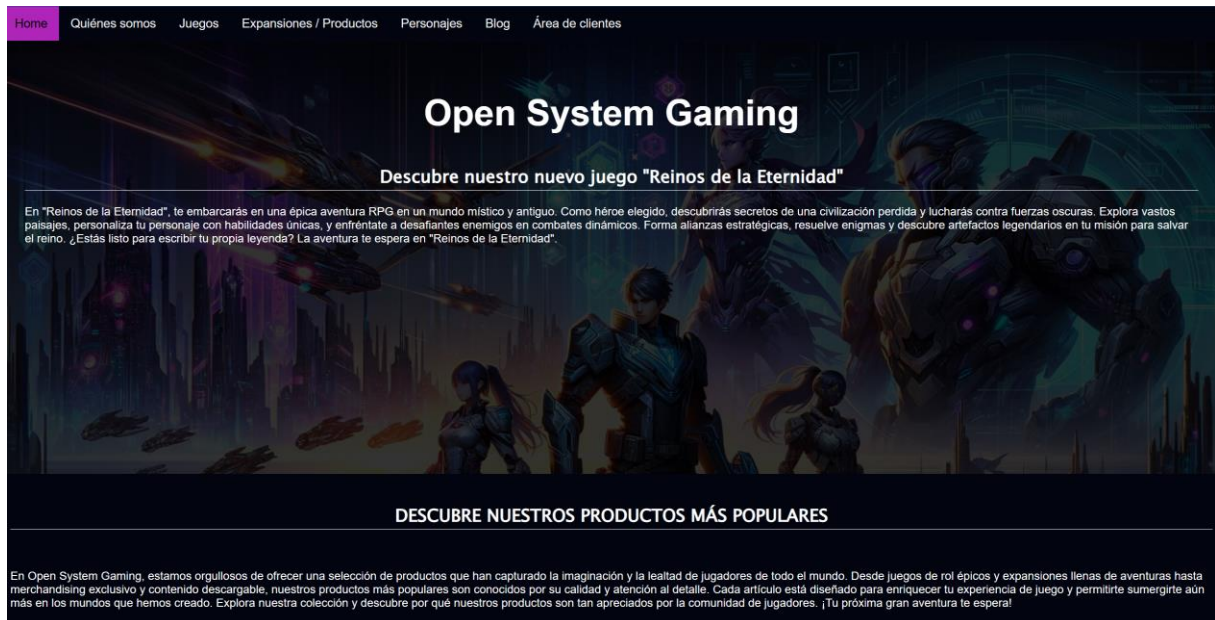 Home Quiénes somos Juegos Expansiones / Productos Personajes Blog Área de clientes
Open System Gaming
Descubre nuestro nuevo juego "Reinos de la Eternidad"
En "Reinos de la Eternidad", te embarcarás en una épica aventura RPG en un mundo místico y antiguo. Como héroe elegido, descubrirás secretos de una civilización perdida y lucharás contra fuerzas oscuras. Explora vastos
paisajes, personaliza tu personaje con habilidades únicas, y enfréntate a desafiantes enemigos en combates dinámicos. Forma alianzas estratégicas, resuelve enigmas y descubre artefactos legendarios en tu misión para salvar
el reino. ¿Estás listo para escribir tu propia leyenda? La aventura te espera en "Reinos de la Eternidad".
DESCUBRE NUESTROS PRODUCTOS MÁS POPULARES
En Open System Gaming, estamos orgullosos de ofrecer una selección de productos que han capturado la imaginación y la lealtad de jugadores de todo el mundo. Desde juegos de rol épicos y expansiones llenas de aventuras hasta
merchandising exclusivo y contenido descargable, nuestros productos más populares son conocidos por su calidad y atención al detalle. Cada artículo está diseñado para enriquecer tu experiencia de juego y permitirte sumergirte aún
más en los mundos que hemos creado. Explora nuestra colección y descubre por qué nuestros productos son tan apreciados por la comunidad de jugadores. ¡Tu próxima gran aventura te espera!